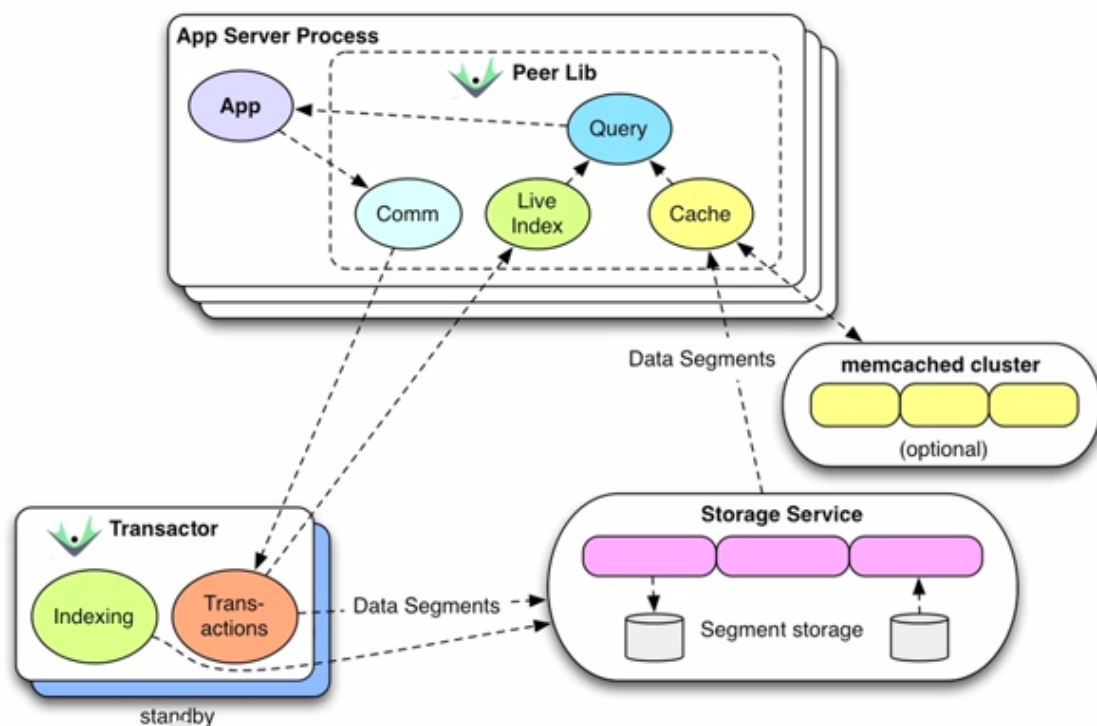 App Server Process
Peer Lib
App
Query
Comm
Live
Index
Cache
Data Segments
memcached cluster
(optional)
Transactor
Storage Service
Indexing
Trans-
actions
Data Segments
Segment storage
standby